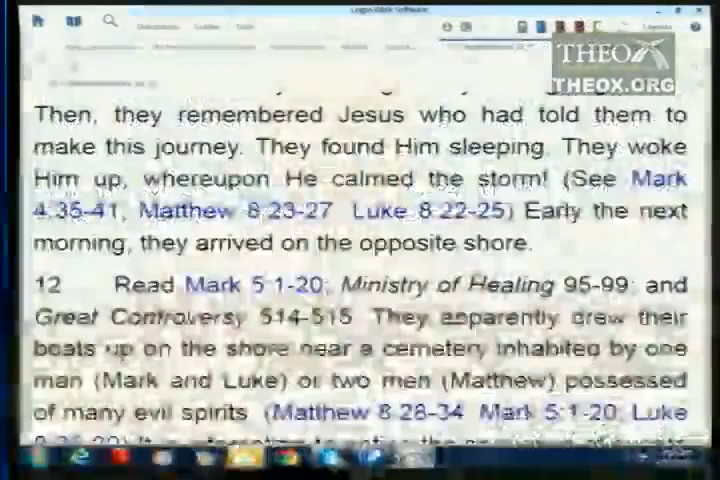 Logos Bible Software
THEOX
THEOX.ORG
Then, they remembered Jesus who had told them to
make this journey. They found Him sleeping. They woke
Him up, whereupon He calmed the storm! (See Mark
4:35-41, Matthew 8:23-27 Luke 8:22-25) Early the next
morning, they arrived on the opposite shore.
12 Read Mark 5:1-20; Ministry of Healing 95-99; and
Great Controversy 514-515 They apparently drew their
boats up on the shore near a cemetery inhabited by one
man (Mark and Luke) or two men (Matthew) possessed
of many evil spirits (Matthew 8:28-34 Mark 5:1-20; Luke